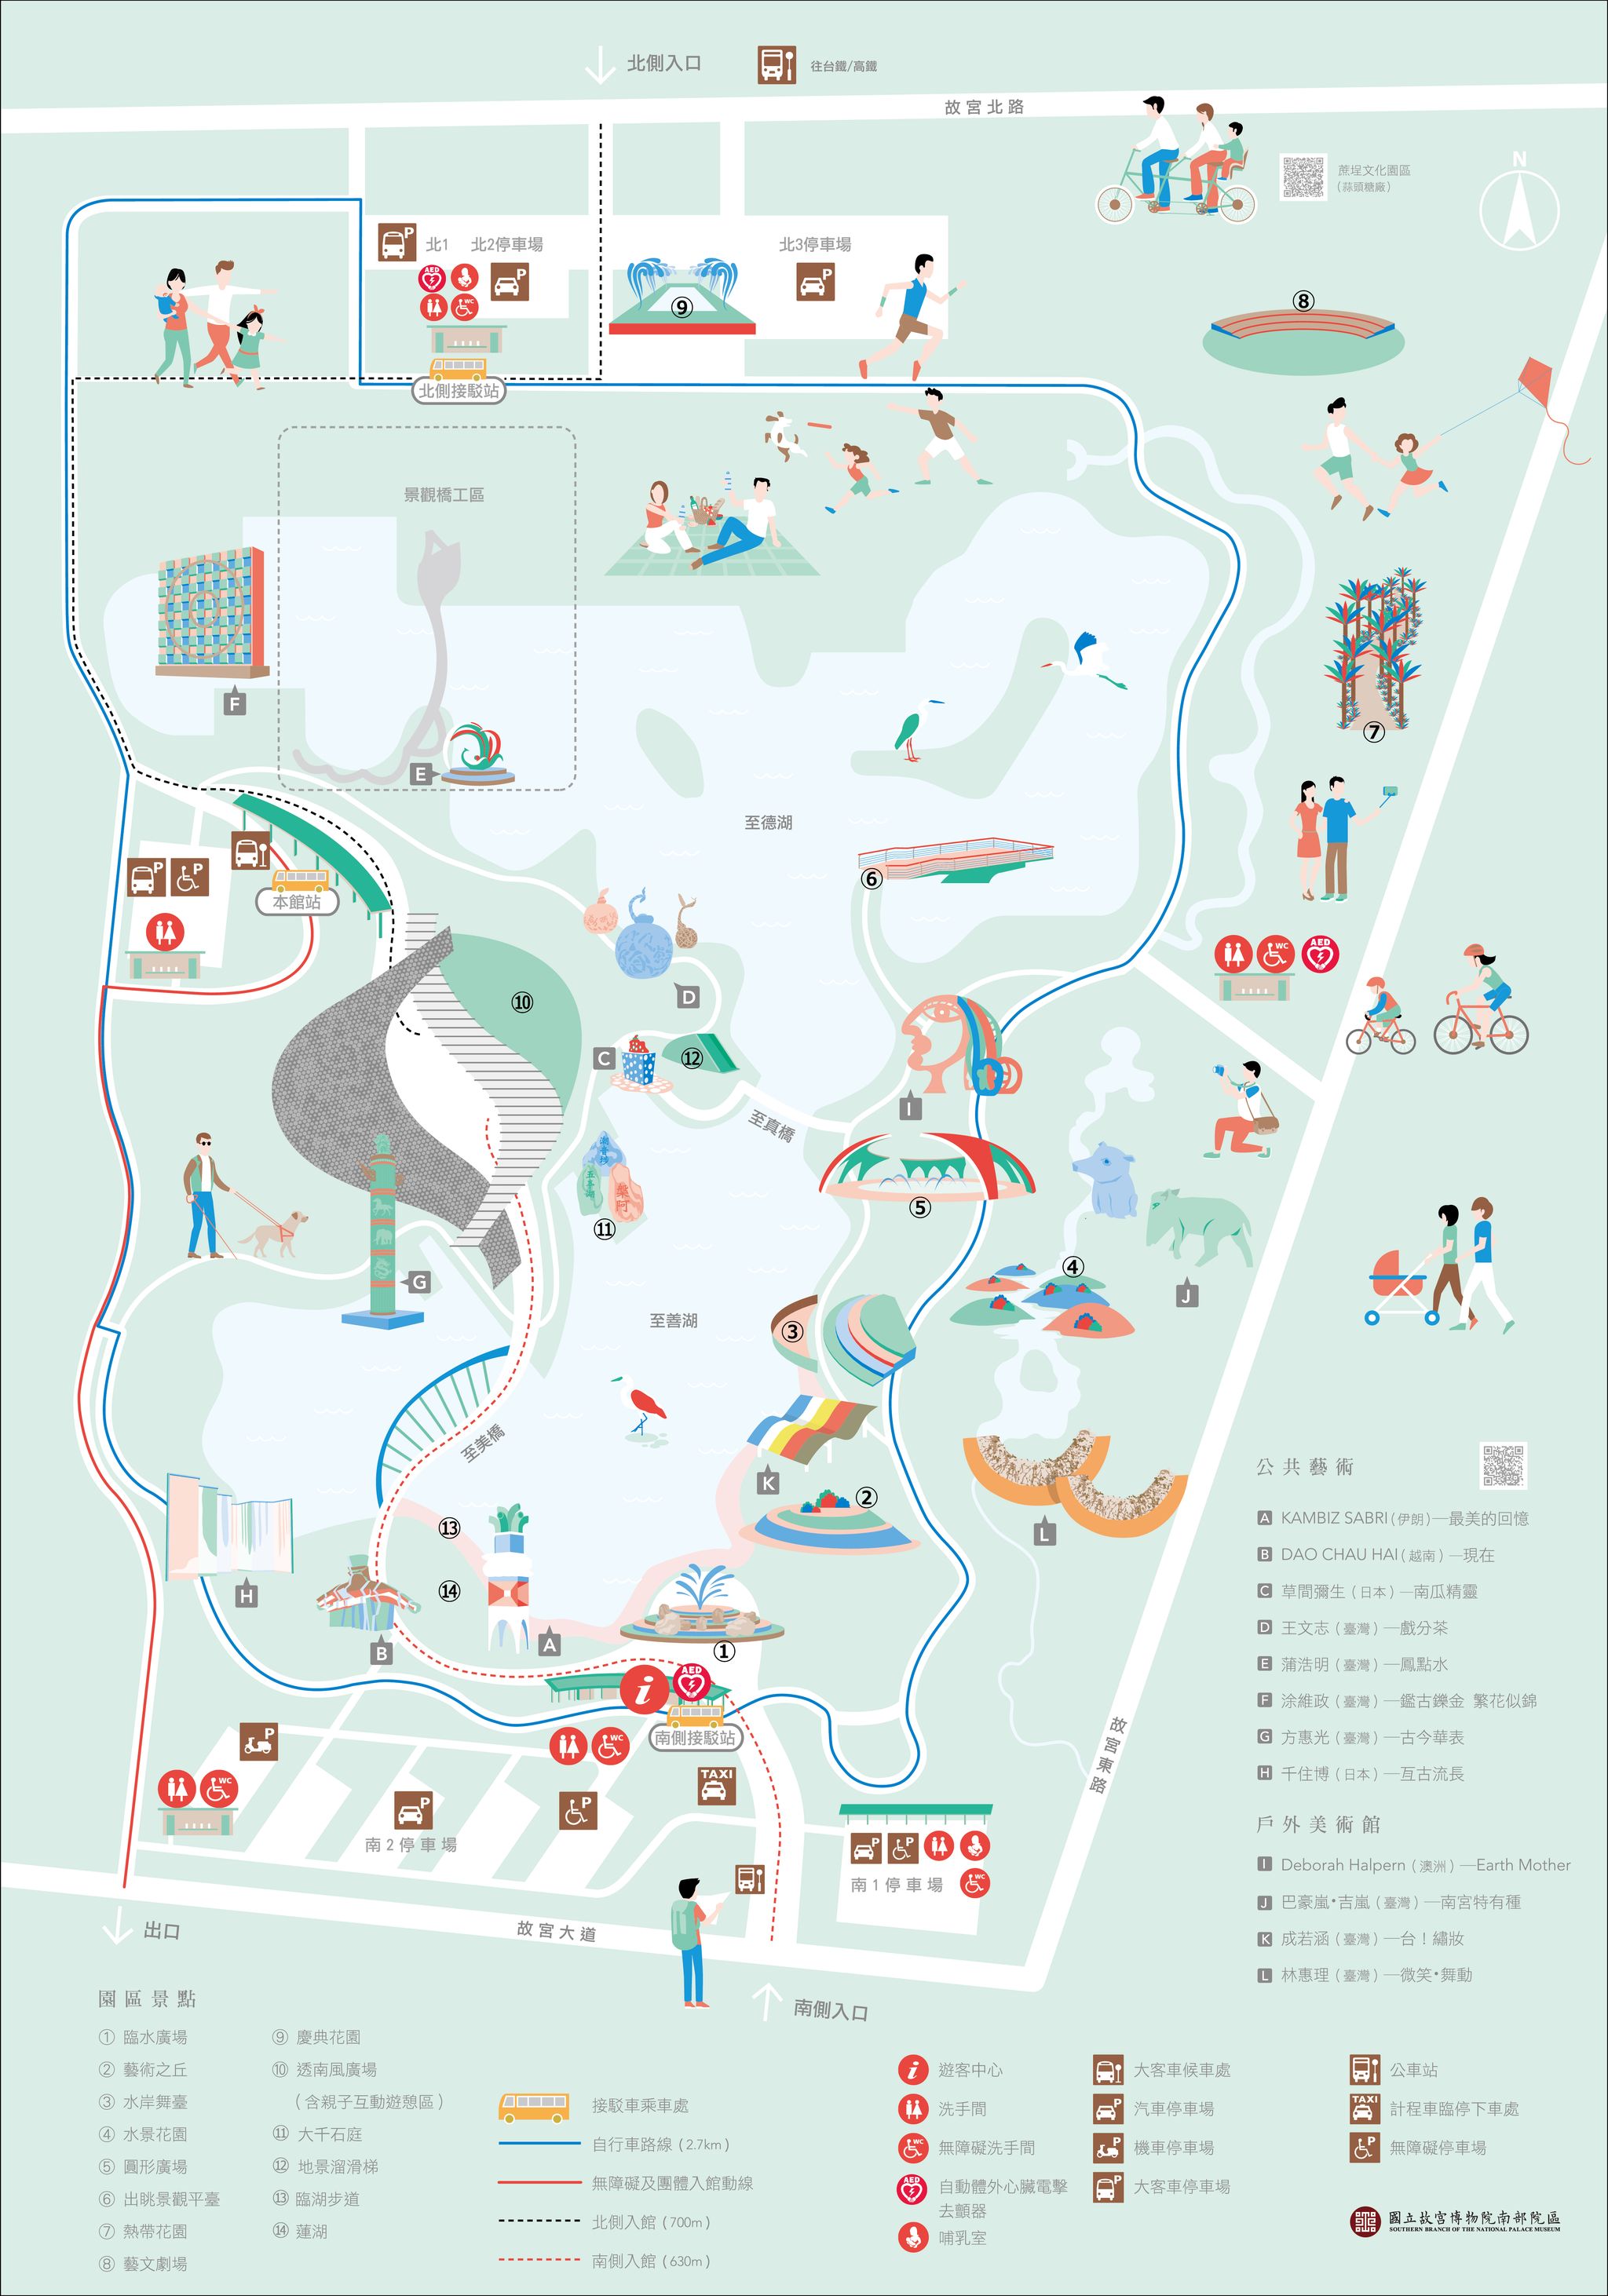 北側入口
往台鐵/高鐵
故宮北路
蔗埕文化園區
(蒜頭糖廠)
N
P
北1
北2停車場
北3停車場
AED
P
P
WC
⑨
⑧
北側接駁站
景觀橋工區
F
E
⑦
至德湖
⑥
P
P
本館站
D
⑩
C
⑫
AED
WC
至真橋
I
潮音拱
五奇湖
槃阿
⑪
⑤
G
④
J
至善湖
③
至美橋
K
②
L
⑬
⑭
H
B
A
①
i
AED
南側接駁站
WC
P
WC
P
P
TAXI
南2停車場
P
P
WC
南1停車場
故宮東路
故宮大道
出口
南側入口
公共藝術
A KAMBIZ SABRI(伊朗)—最美的回憶
B DAO CHAU HAI(越南)—現在
C 草間彌生(日本)—南瓜精靈
D 王文志(臺灣)—戲分茶
E 蒲浩明(臺灣)—鳳點水
F 涂維政(臺灣)—鑑古鑠金 繁花似錦
G 方惠光(臺灣)—古今華表
H 千住博(日本)—亙古流長
戶外美術館
I Deborah Halpern(澳洲)—Earth Mother
J 巴豪嵐•吉嵐(臺灣)—南宮特有種
K 成若涵(臺灣)—台！繡妝
L 林惠理(臺灣)—微笑•舞動
園區景點
① 臨水廣場
② 藝術之丘
③ 水岸舞臺
④ 水景花園
⑤ 圓形廣場
⑥ 出眺景觀平臺
⑦ 熱帶花園
⑧ 藝文劇場
⑨ 慶典花園
⑩ 透南風廣場
(含親子互動遊憩區)
⑪ 大千石庭
⑫ 地景溜滑梯
⑬ 臨湖步道
⑭ 蓮湖
接駁車乘車處
自行車路線(2.7km)
無障礙及團體入館動線
北側入館(700m)
南側入館(630m)
i 遊客中心
洗手間
WC 無障礙洗手間
AED 自動體外心臟電擊
去顫器
哺乳室
大客車候車處
P 汽車停車場
P 機車停車場
P 大客車停車場
公車站
TAXI 計程車臨停下車處
P 無障礙停車場
國立故宮博物院南部院區
SOUTHERN BRANCH OF THE NATIONAL PALACE MUSEUM